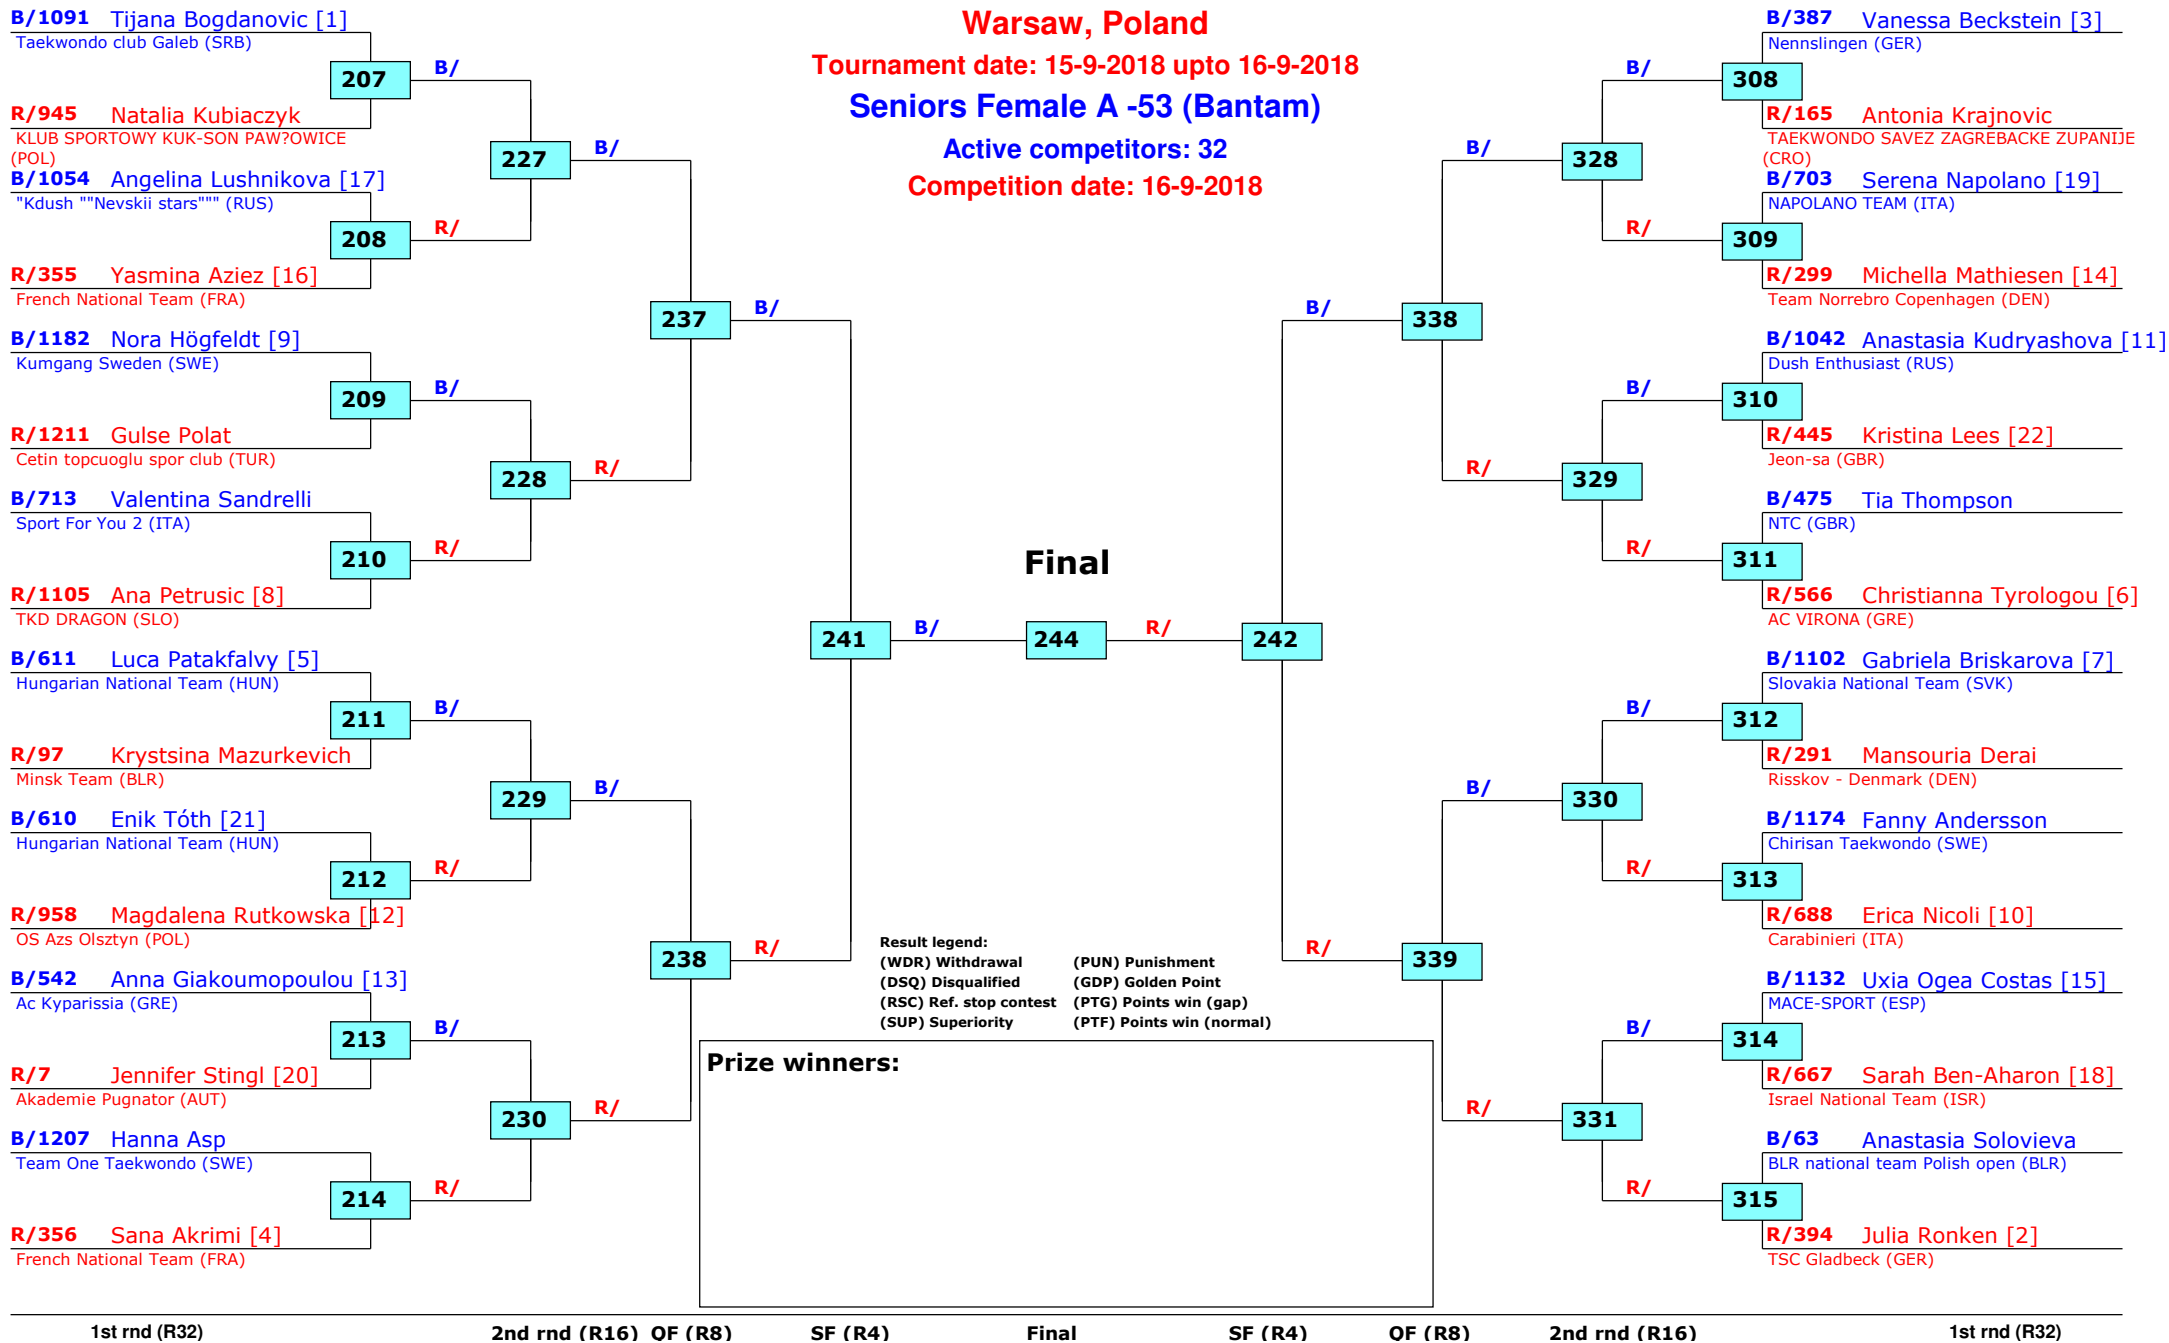 Warsaw, Poland
Tournament date: 15-9-2018 upto 16-9-2018
Seniors Female A -53 (Bantam)
Active competitors: 32
Competition date: 16-9-2018
B/1091 Tijana Bogdanovic [1]
Taekwondo club Galeb (SRB)
207
B/
R/945 Natalia Kubiaczyk
KLUB SPORTOWY KUK-SON PAW?OWICE
(POL)
227
B/
B/1054 Angelina Lushnikova [17]
"Kdush ""Nevskii stars""" (RUS)
208
R/
R/355 Yasmina Aziez [16]
French National Team (FRA)
237
B/
B/1182 Nora Högfeldt [9]
Kumgang Sweden (SWE)
209
B/
R/1211 Gulse Polat
Cetin topcuoglu spor club (TUR)
228
R/
B/713 Valentina Sandrelli
Sport For You 2 (ITA)
210
R/
R/1105 Ana Petrusic [8]
TKD DRAGON (SLO)
241
B/
B/611 Luca Patakfalvy [5]
Hungarian National Team (HUN)
211
B/
R/97 Krystsina Mazurkevich
Minsk Team (BLR)
229
B/
B/610 Enik Tóth [21]
Hungarian National Team (HUN)
212
R/
R/958 Magdalena Rutkowska [12]
OS Azs Olsztyn (POL)
238
R/
B/542 Anna Giakoumopoulou [13]
Ac Kyparissia (GRE)
213
B/
R/7 Jennifer Stingl [20]
Akademie Pugnator (AUT)
230
R/
B/1207 Hanna Asp
Team One Taekwondo (SWE)
214
R/
R/356 Sana Akrimi [4]
French National Team (FRA)
Final
244
R/
242
B/387 Vanessa Beckstein [3]
Nennslingen (GER)
B/
308
R/165 Antonia Krajnovic
TAEKWONDO SAVEZ ZAGREBACKE ZUPANIJE
(CRO)
B/
328
B/703 Serena Napolano [19]
NAPOLANO TEAM (ITA)
R/
309
R/299 Michella Mathiesen [14]
Team Norrebro Copenhagen (DEN)
B/
338
B/1042 Anastasia Kudryashova [11]
Dush Enthusiast (RUS)
B/
310
R/445 Kristina Lees [22]
Jeon-sa (GBR)
R/
329
B/475 Tia Thompson
NTC (GBR)
R/
311
R/566 Christianna Tyrologou [6]
AC VIRONA (GRE)
B/1102 Gabriela Briskarova [7]
Slovakia National Team (SVK)
B/
312
R/291 Mansouria Derai
Risskov - Denmark (DEN)
B/
330
B/1174 Fanny Andersson
Chirisan Taekwondo (SWE)
R/
313
R/688 Erica Nicoli [10]
Carabinieri (ITA)
R/
339
B/1132 Uxia Ogea Costas [15]
MACE-SPORT (ESP)
B/
314
R/667 Sarah Ben-Aharon [18]
Israel National Team (ISR)
R/
331
B/63 Anastasia Solovieva
BLR national team Polish open (BLR)
R/
315
R/394 Julia Ronken [2]
TSC Gladbeck (GER)
Result legend:
(WDR) Withdrawal (PUN) Punishment
(DSQ) Disqualified (GDP) Golden Point
(RSC) Ref. stop contest (PTG) Points win (gap)
(SUP) Superiority (PTF) Points win (normal)
Prize winners:
1st rnd (R32) 2nd rnd (R16) QF (R8) SF (R4) Final SF (R4) QF (R8) 2nd rnd (R16) 1st rnd (R32)